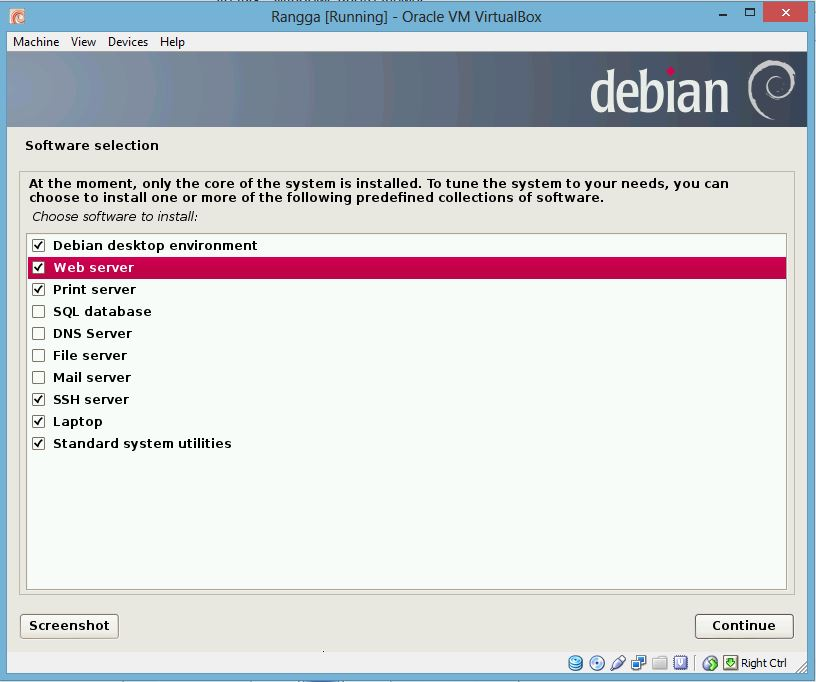 Rangga [Running] - Oracle VM VirtualBox
Machine View Devices Help
debian
Software selection
At the moment, only the core of the system is installed. To tune the system to your needs, you can
choose to install one or more of the following predefined collections of software.
Choose software to install:
Debian desktop environment
Web server
Print server
SQL database
DNS Server
File server
Mail server
SSH server
Laptop
Standard system utilities
Screenshot
Continue
Right Ctrl